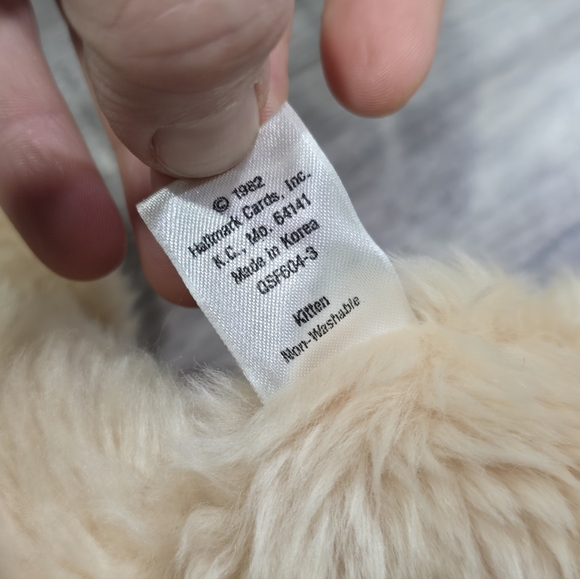 © 1982
Hallmark Cards, Inc.
K.C., Mo. 64141
Made in Korea
QSF604-3
Kitten
Non-Washable